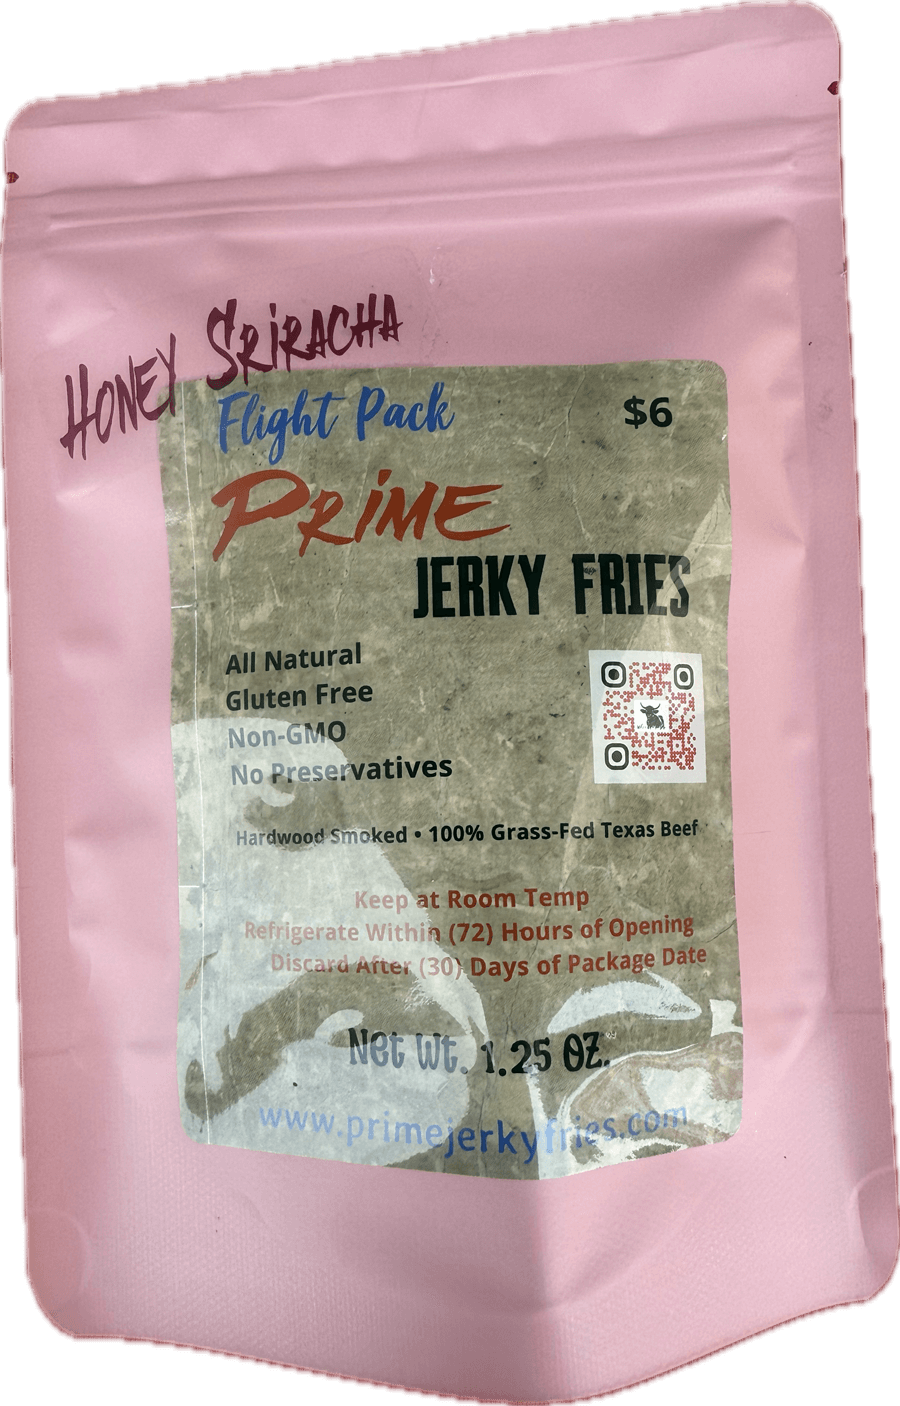 HONEY SRIRACHA
Flight Pack
$6
PRIME
JERKY FRIES
All Natural
Gluten Free
Non-GMO
No Preservatives
Hardwood Smoked • 100% Grass-Fed Texas Beef
Keep at Room Temp
Refrigerate Within (72) Hours of Opening
Discard After (30) Days of Package Date
Net Wt. 1.25 OZ.
www.primejerkyfries.com